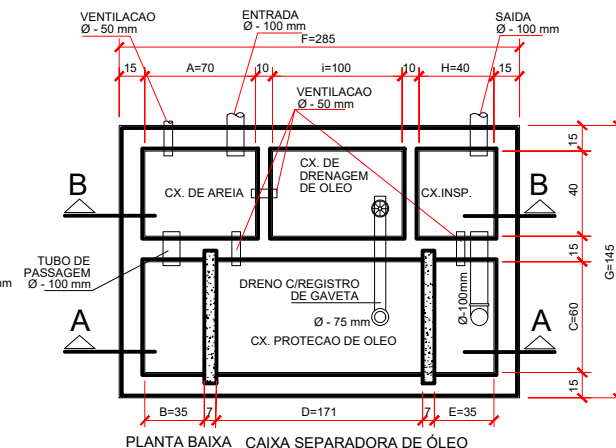 VENTILACAO
Ø - 50 mm
ENTRADA
Ø - 100 mm
SAIDA
Ø - 100 mm
F=285
15
A=70
10
i=100
10
H=40
15
VENTILACAO
Ø - 50 mm
CX. DE AREIA
CX. DE
DRENAGEM
DE OLEO
CX.INSP.
B
B
15
40
15
C=60
15
G=145
TUBO DE
PASSAGEM
Ø - 100 mm
mm
DRENO C/REGISTRO
DE GAVETA
Ø - 75 mm
Ø-100mm
CX. PROTECAO DE OLEO
A
A
B=35
7
D=171
7
E=35
PLANTA BAIXA CAIXA SEPARADORA DE ÓLEO